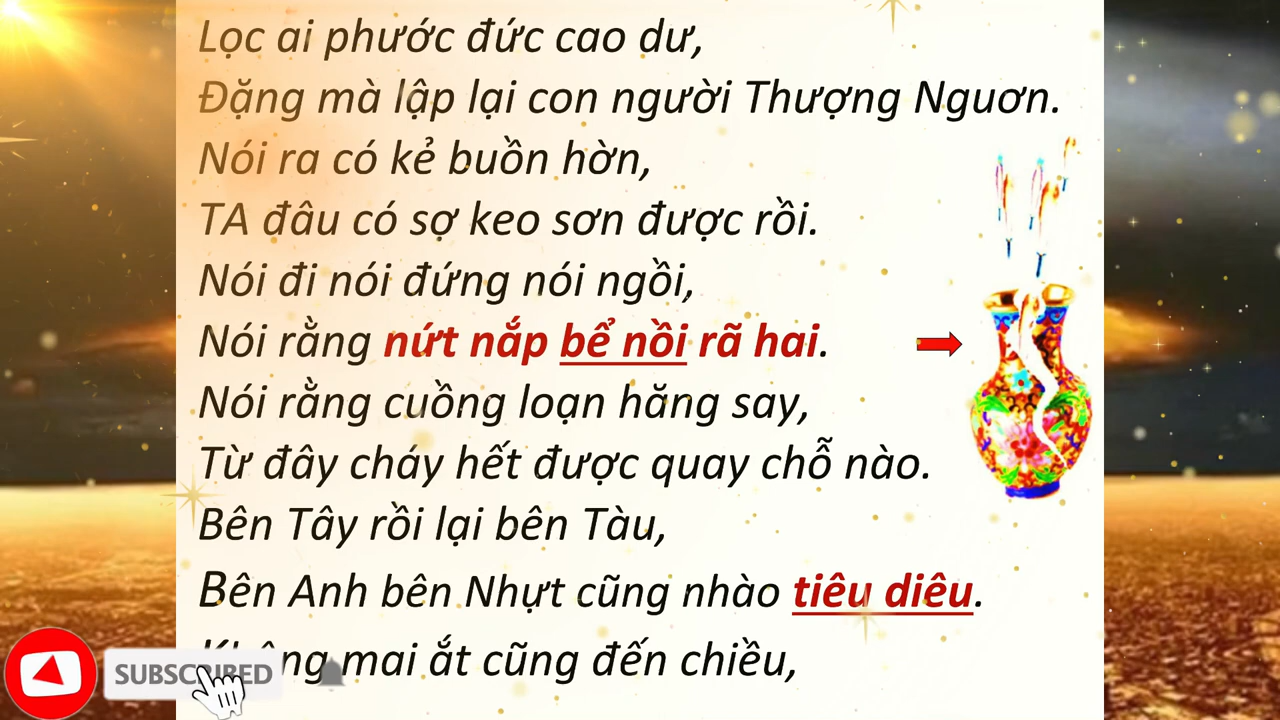 Lọc ai phước đức cao dư,
Đặng mà lập lại con người Thượng Nguơn.
Nói ra có kẻ buồn hờn,
TA đâu có sợ keo sơn được rồi.
Nói đi nói đứng nói ngồi,
Nói rằng nứt nắp bể nồi rã hai.
Nói rằng cuồng loạn hăng say,
Từ đây cháy hết được quay chỗ nào.
Bên Tây rồi lại bên Tàu,
Bên Anh bên Nhựt cũng nhào tiêu diêu.
Không mai ắt cũng đến chiều,
SUBSCRIBED